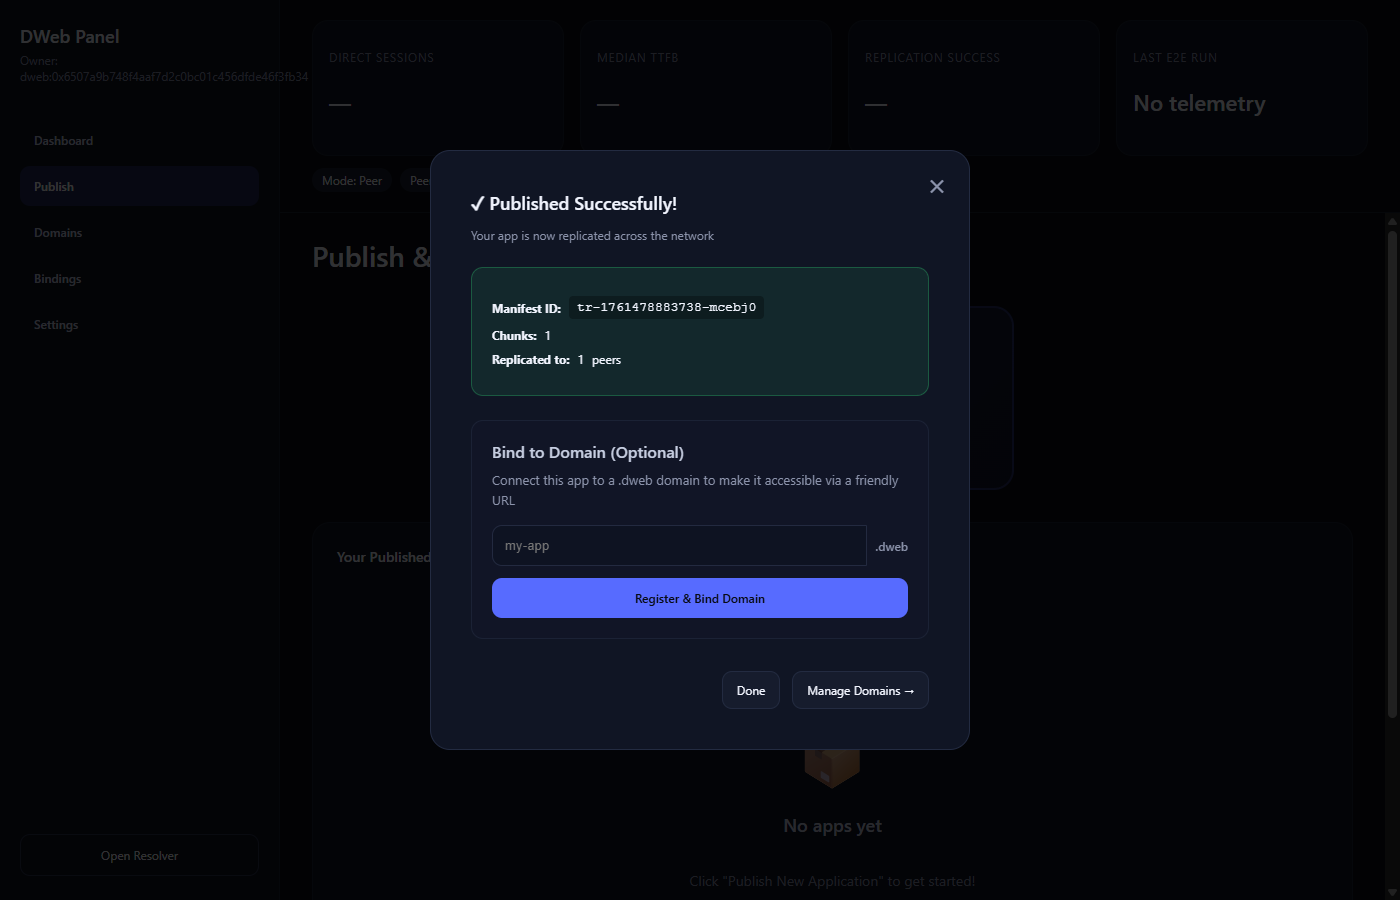 DWeb Panel
Owner:
dweb:0x6507a9b748f4aaf7d2c0bc01c456dfde46f3fb34
Dashboard
Publish
Domains
Bindings
Settings
Open Resolver
DIRECT SESSIONS
—
MEDIAN TTFB
—
REPLICATION SUCCESS
—
LAST E2E RUN
No telemetry
Mode: Peer
Peer
Publish &
Your Published
✓ Published Successfully!
Your app is now replicated across the network
Manifest ID: tr-1761478883738-mcebj0
Chunks: 1
Replicated to: 1 peers
Bind to Domain (Optional)
Connect this app to a .dweb domain to make it accessible via a friendly
URL
my-app
.dweb
Register & Bind Domain
Done
Manage Domains →
No apps yet
Click "Publish New Application" to get started!